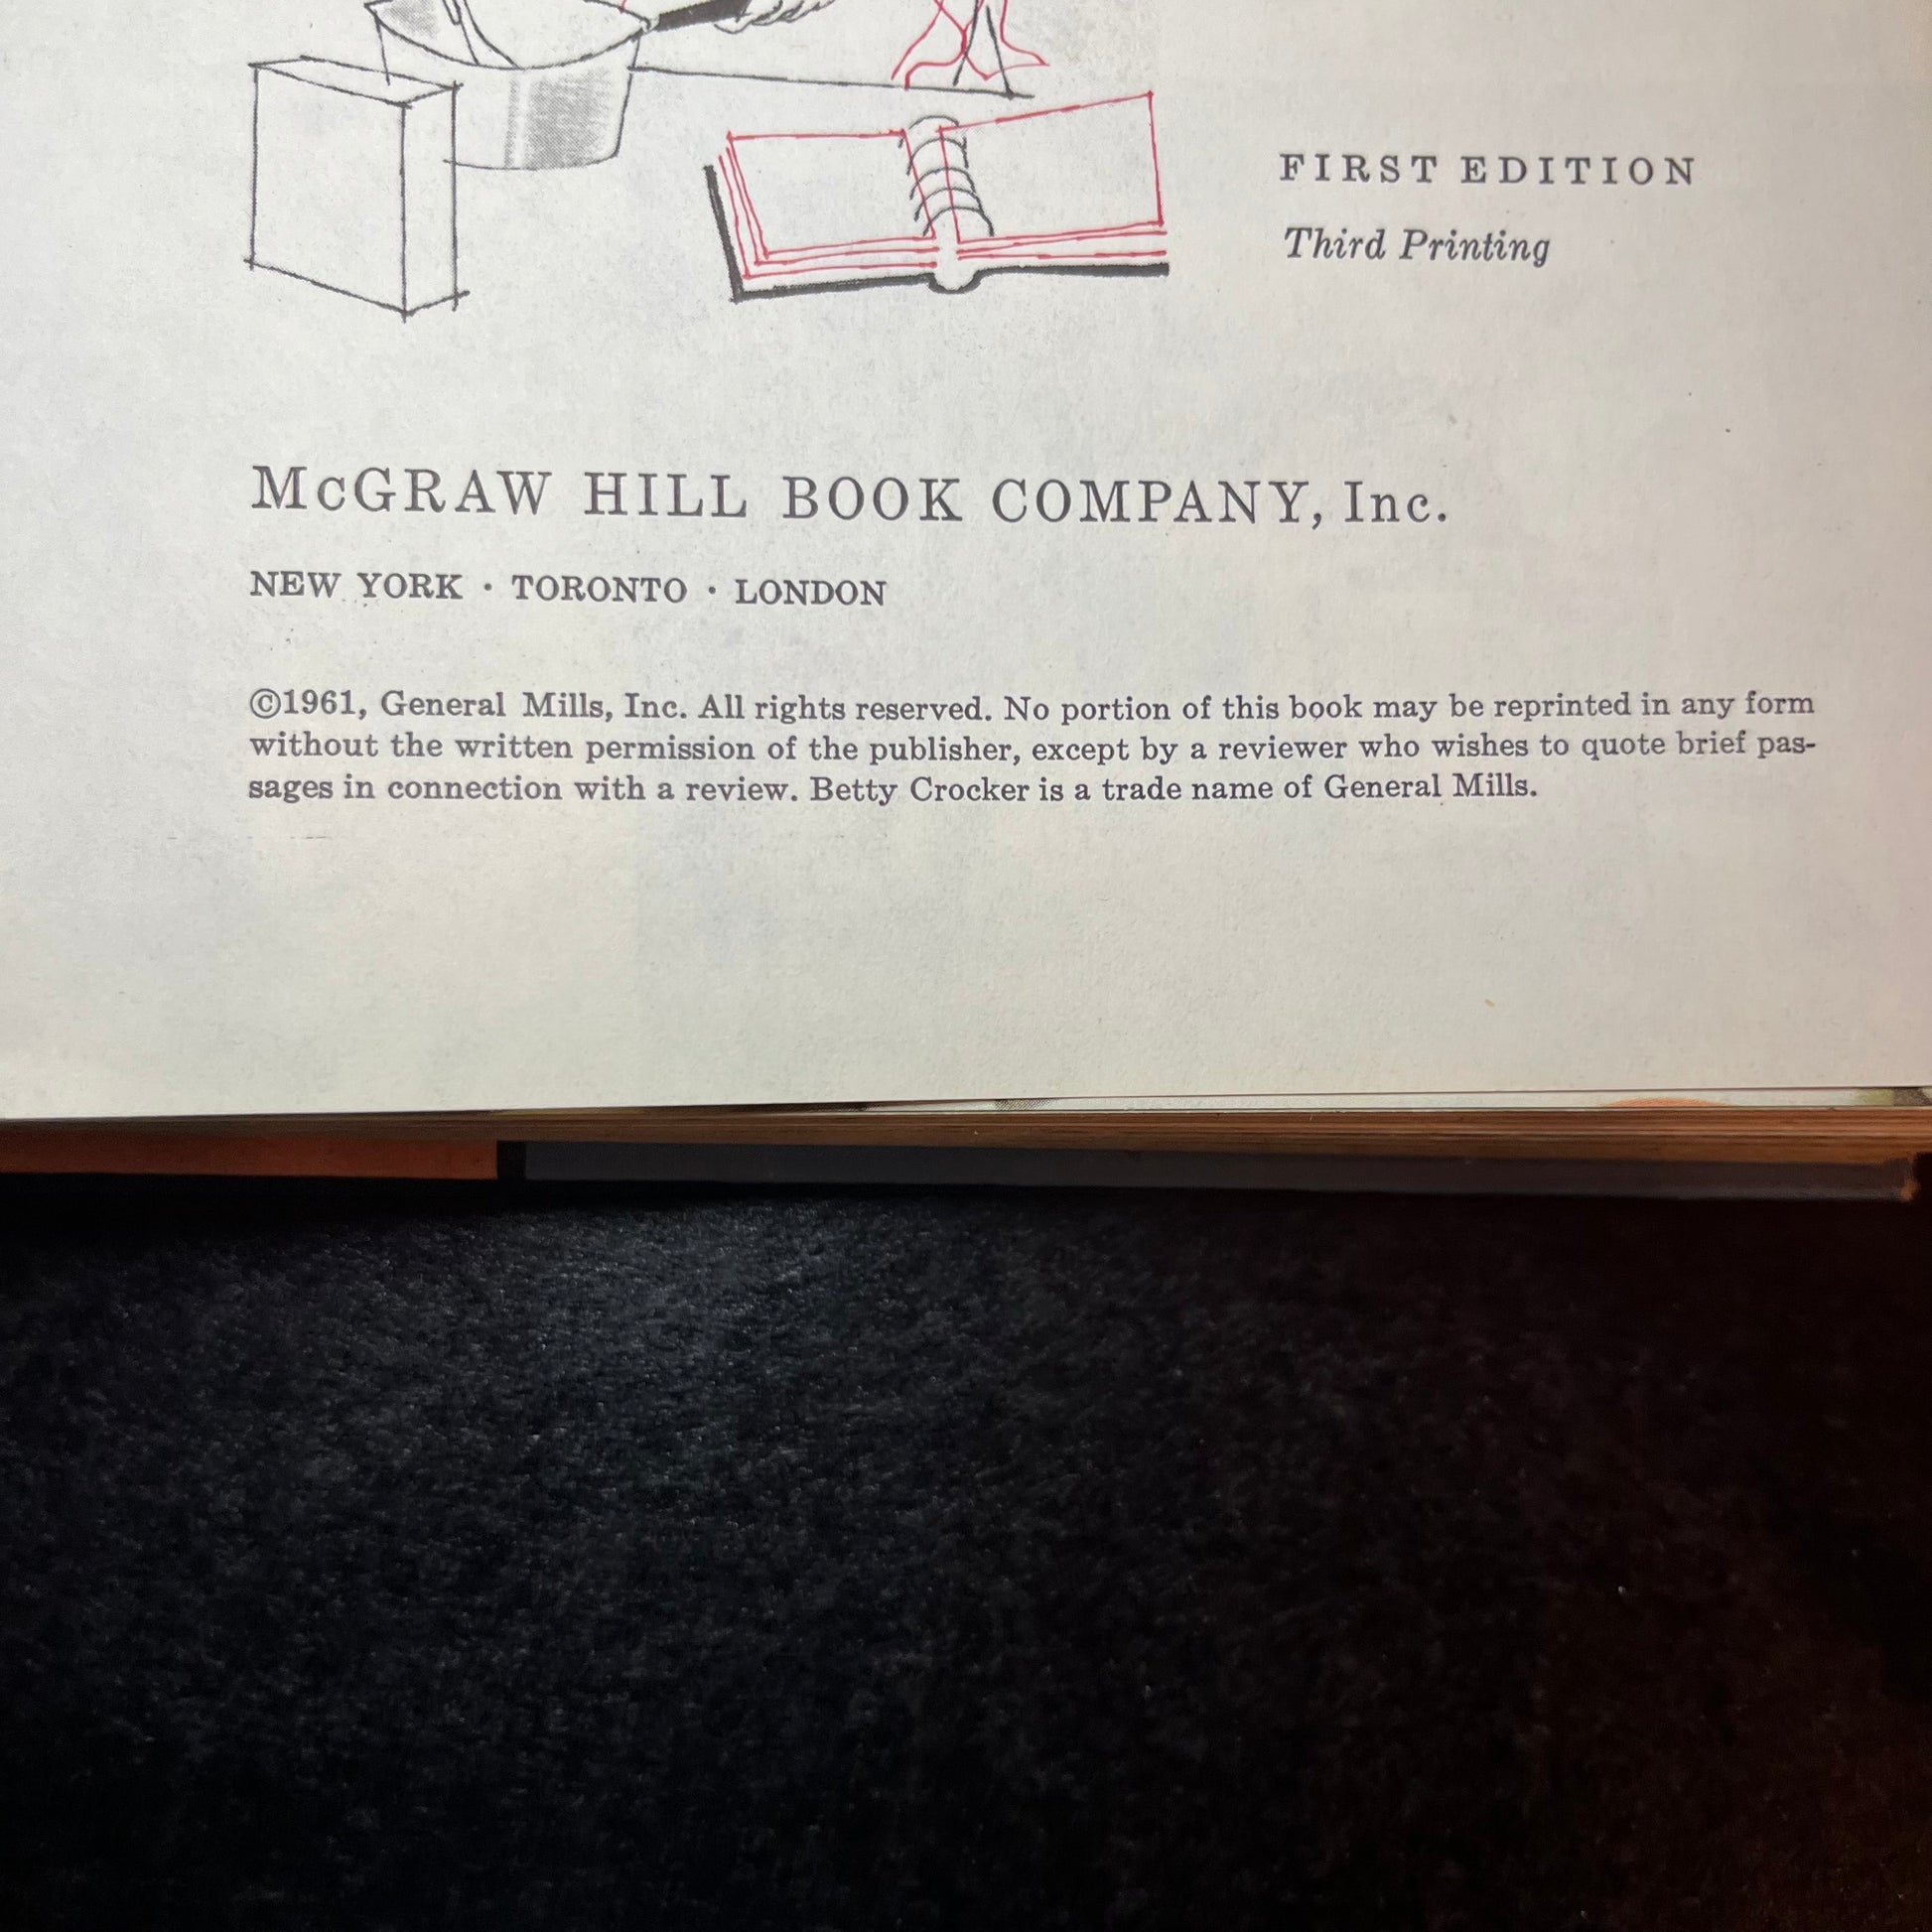 FIRST EDITION
Third Printing
McGRAW HILL BOOK COMPANY, Inc.
NEW YORK · TORONTO · LONDON
©1961, General Mills, Inc. All rights reserved. No portion of this book may be reprinted in any form
without the written permission of the publisher, except by a reviewer who wishes to quote brief pas-
sages in connection with a review. Betty Crocker is a trade name of General Mills.